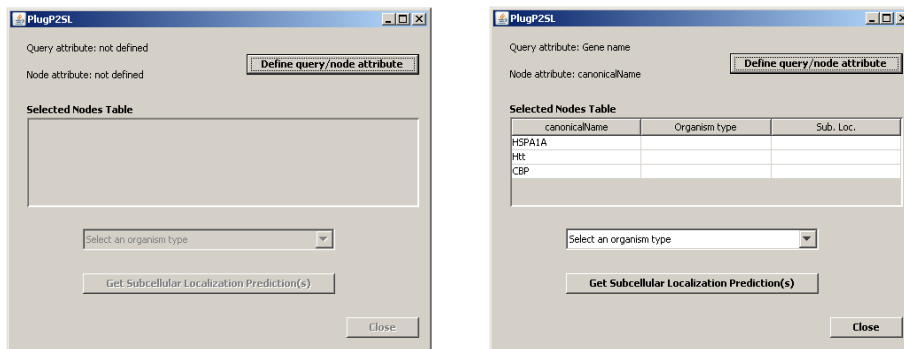 PlugP2SL
Query attribute: not defined
Node attribute: not defined
Define query/node attribute
Selected Nodes Table
Select an organism type
Get Subcellular Localization Prediction(s)
Close
PlugP2SL
Query attribute: Gene name
Node attribute: canonicalName
Define query/node attribute
Selected Nodes Table
canonicalName Organism type Sub. Loc.
HSPA1A
Htt
CBP
Select an organism type
Get Subcellular Localization Prediction(s)
Close